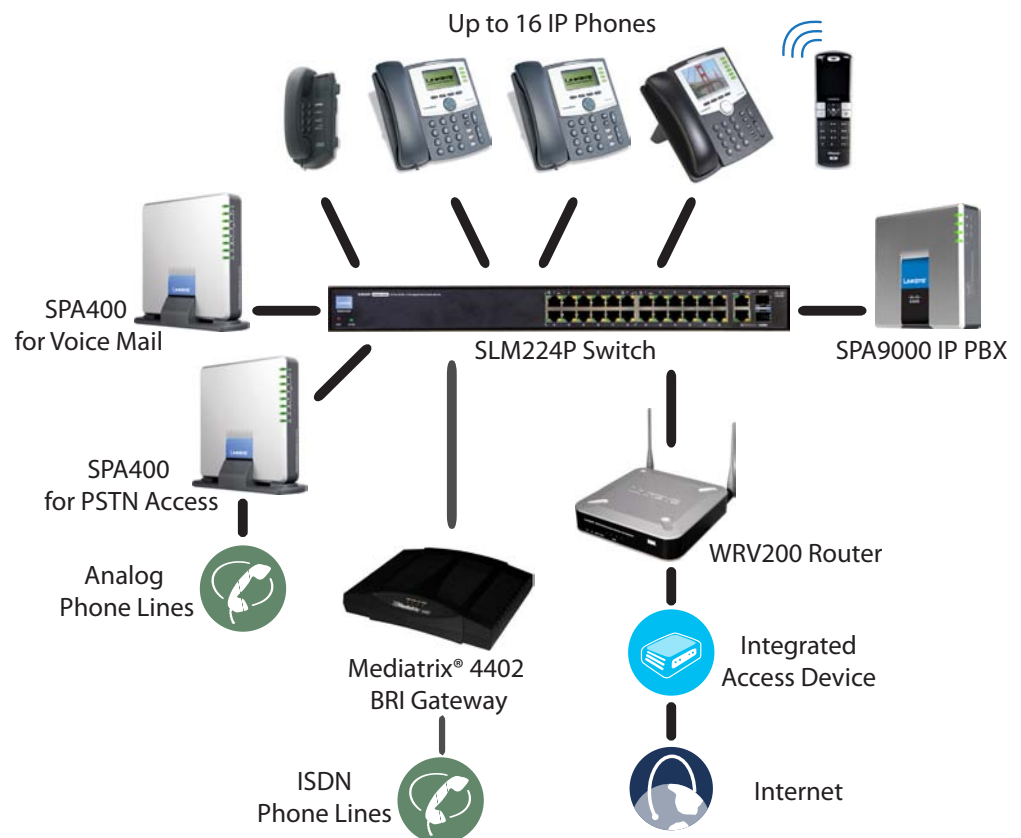 Up to 16 IP Phones
SPA400
for Voice Mail
SLM224P Switch
SPA9000 IP PBX
SPA400
for PSTN Access
WRV200 Router
Analog
Phone Lines
Mediatrix® 4402
BRI Gateway
Integrated
Access Device
ISDN
Phone Lines
Internet